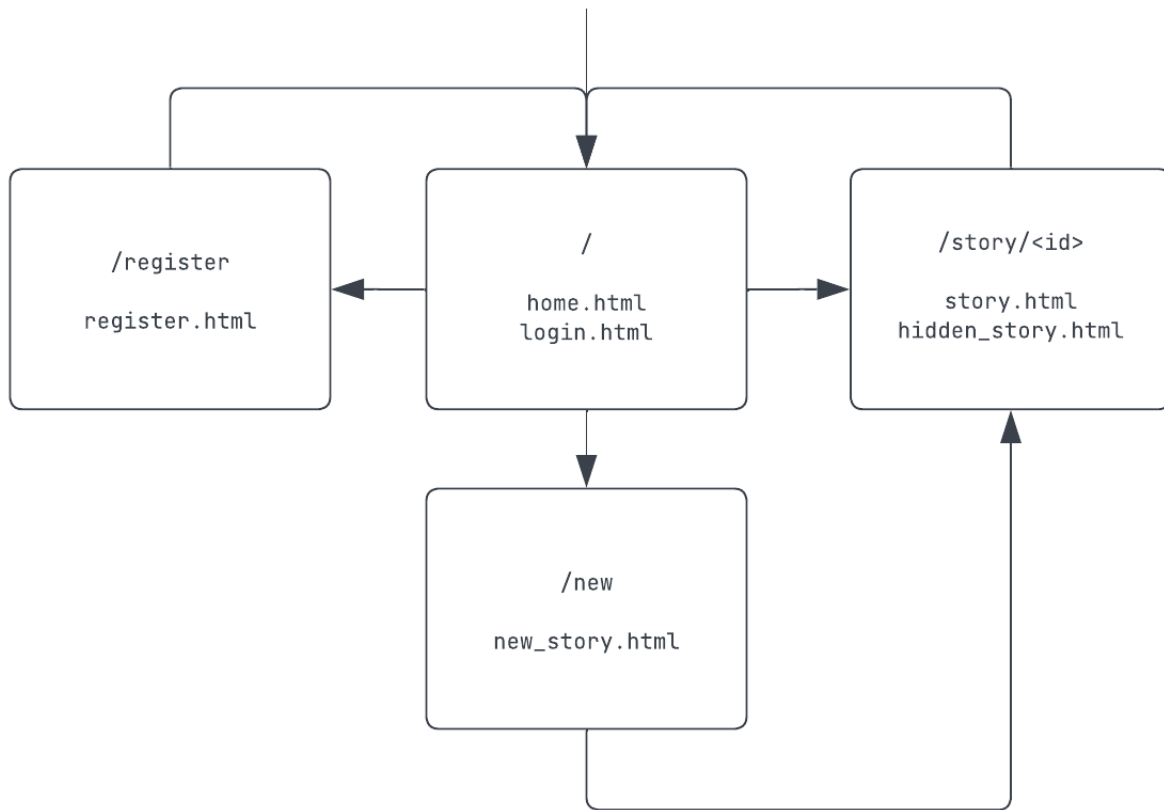 /register
register.html
/
home.html
login.html
/story/<id>
story.html
hidden_story.html
/new
new_story.html